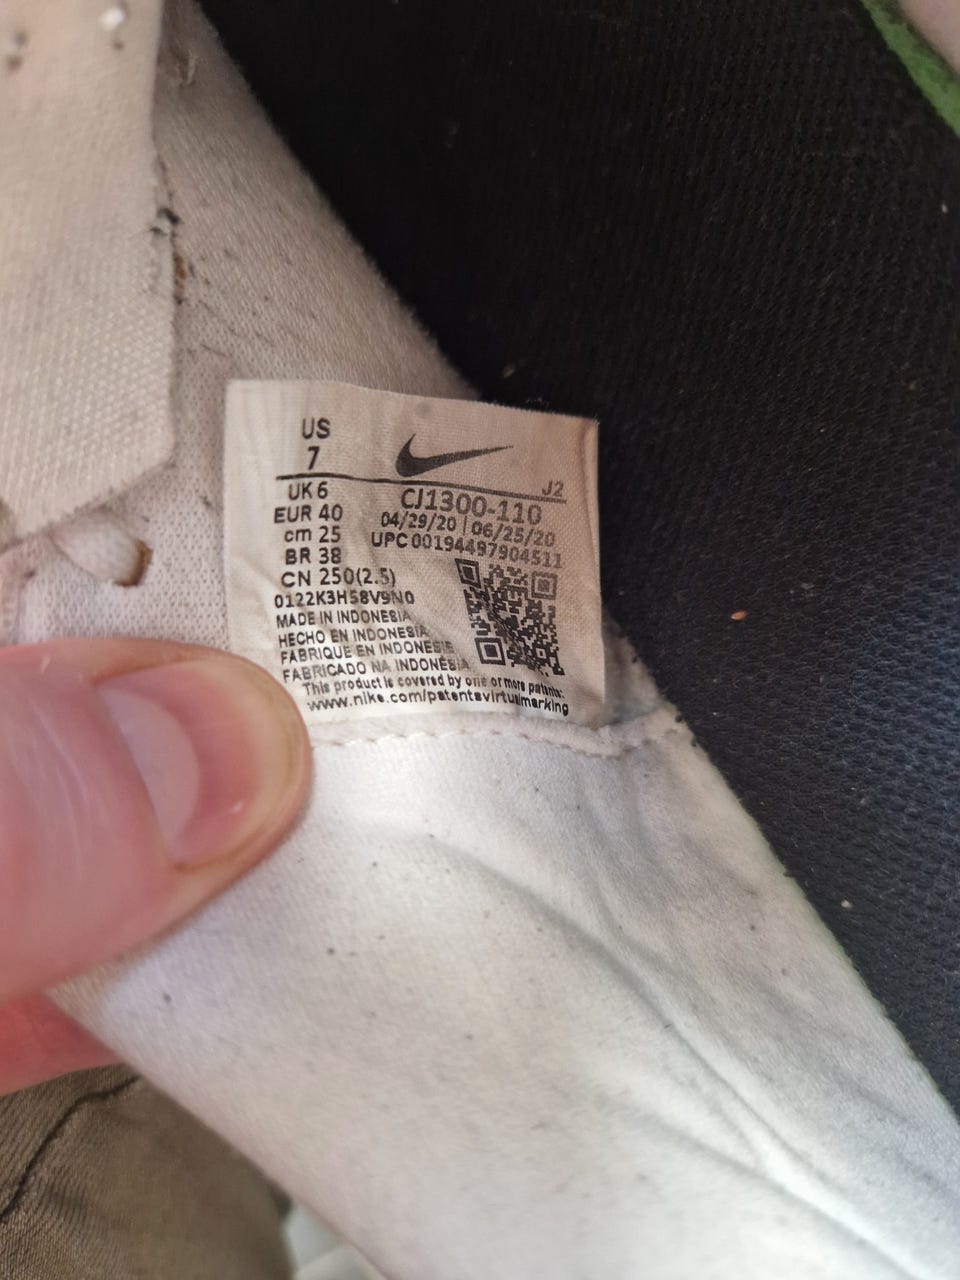 US
7
UK 6
EUR 40
cm 25
BR 38
CN 250(2.5)
0122K3H58V9N0
MADE IN INDONESIA
HECHO EN INDONESIA
FABRIQUE EN INDONESIE
FABRICADO NA INDONÉSIA
This product is covered by one or more patents:
www.nike.com/patentsvirtualmarking
J2
CJ1300-110
04/29/20 | 06/25/20
UPC 00194497904511